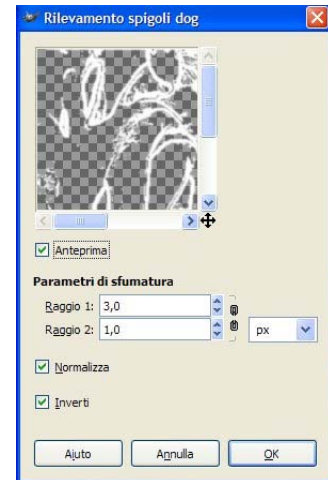 Rilevamento spigoli dog
Anteprima
Parametri di sfumatura
Raggio 1: 3,0
Raggio 2: 1,0
px
Normalizza
Inverti
Aiuto Annulla OK